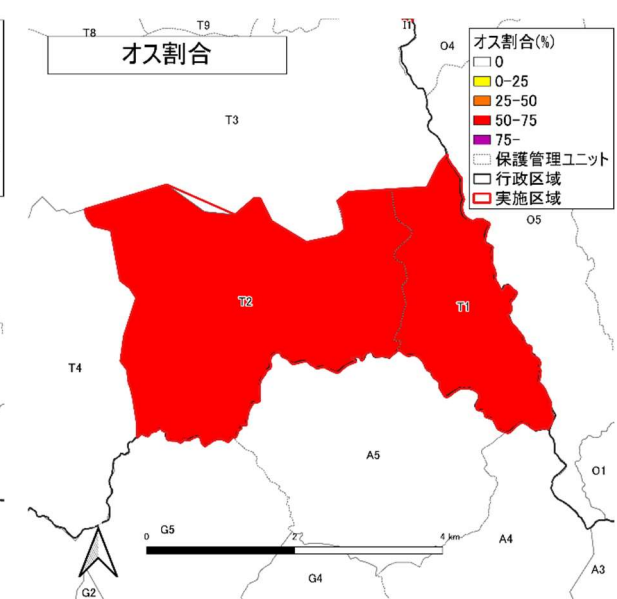 T8
T9
I1
オス割合
O4
オス割合(%)
0
0-25
25-50
50-75
75-
保護管理ユニット
行政区域
実施区域
T3
O5
T2
T1
T4
A5
O1
G5
0
2
4 km
A4
G4
A3
G2